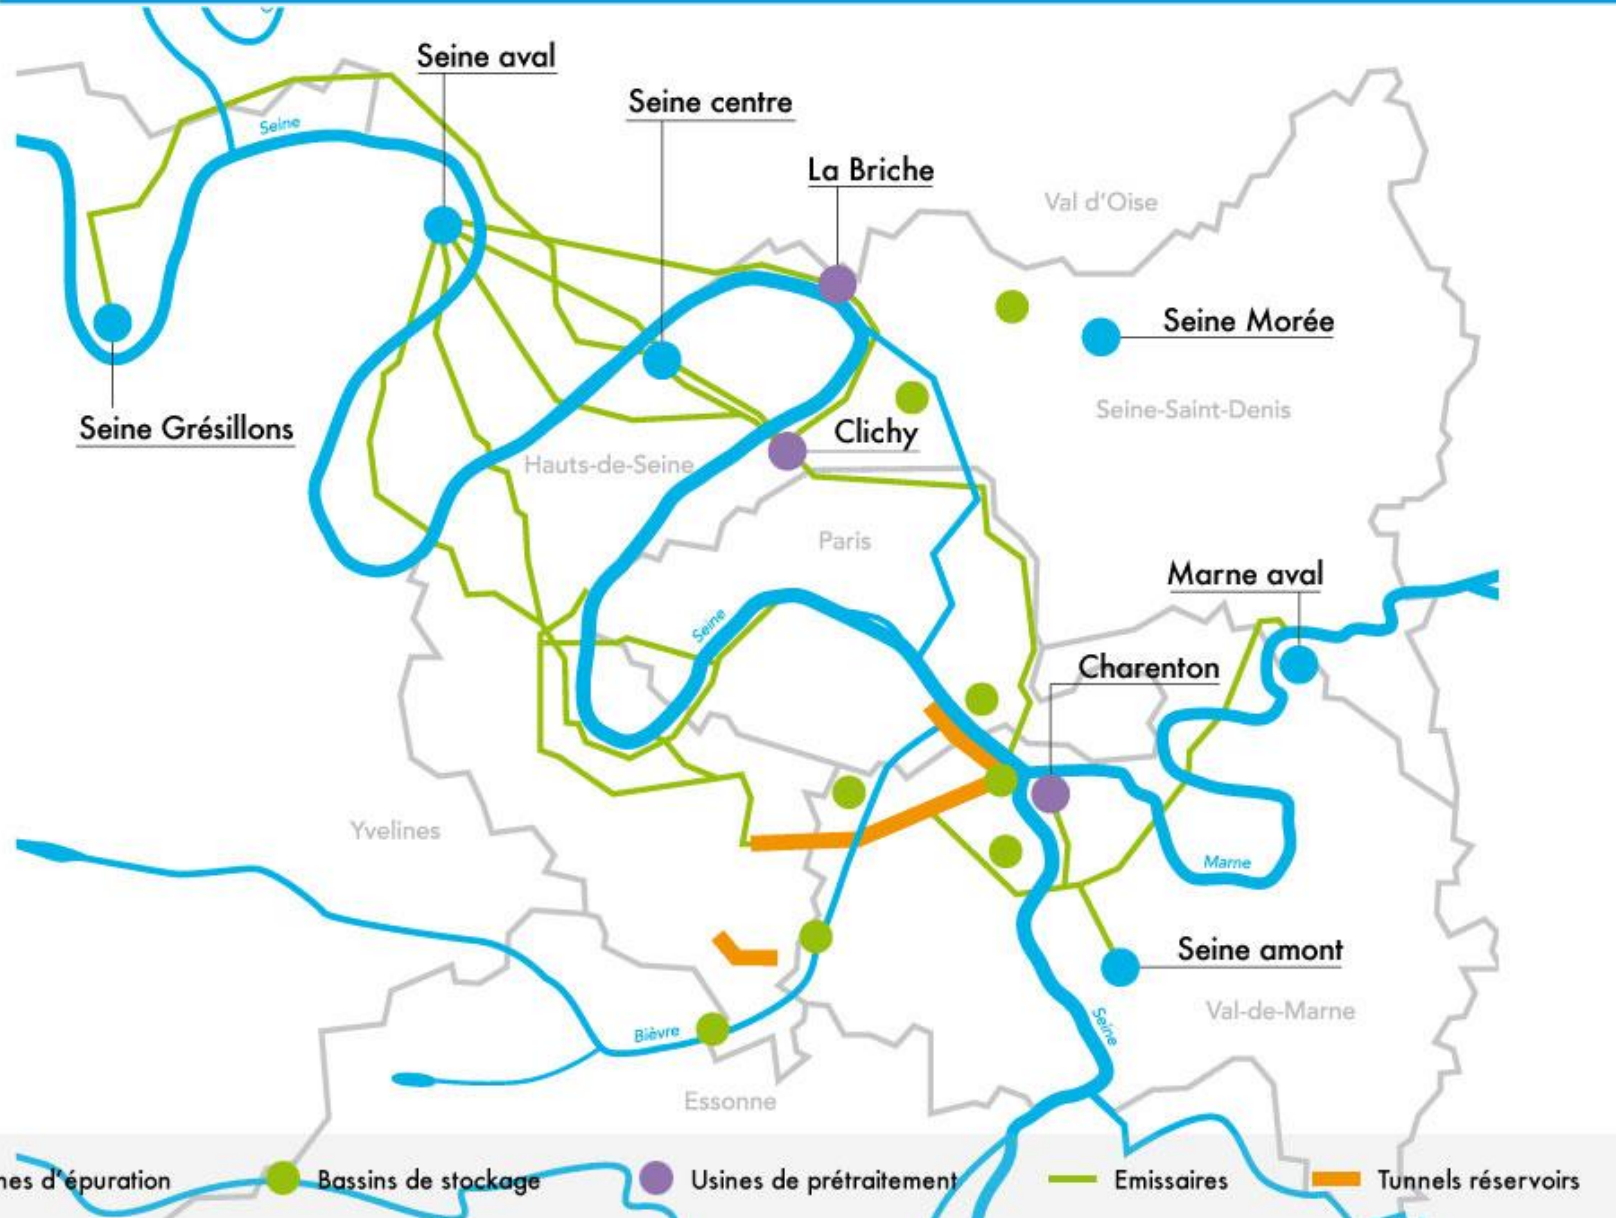 Seine aval
Seine centre
Seine
La Briche
Val d'Oise
Seine Morée
Seine-Saint-Denis
Seine Grésillons
Clichy
Hauts-de-Seine
Paris
Marne aval
Seine
Charenton
Yvelines
Marne
Seine amont
Val-de-Marne
Seine
Bièvre
Essonne
nes d'épuration
Bassins de stockage
Usines de prétraitement
Emissaires
Tunnels réservoirs